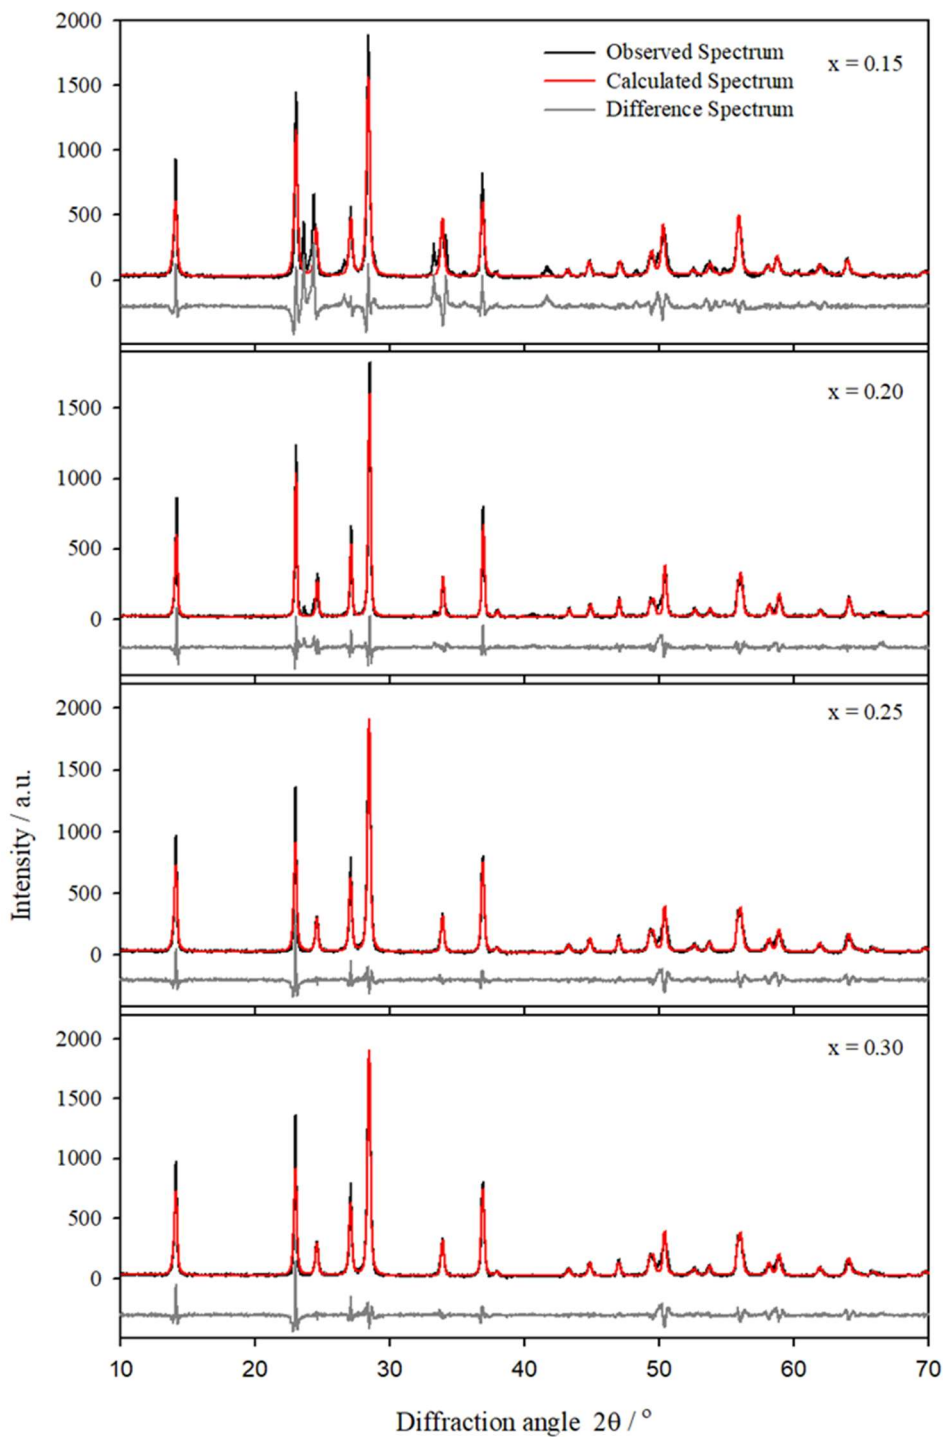 2000
Observed Spectrum
x = 0.15
1500
Calculated Spectrum
Difference Spectrum
1000
500
0
x = 0.20
1500
1000
500
0
2000
x = 0.25
1500
1000
500
0
Intensity / a.u.
2000
x = 0.30
1500
1000
500
0
10 20 30 40 50 60 70
Diffraction angle 2θ / °